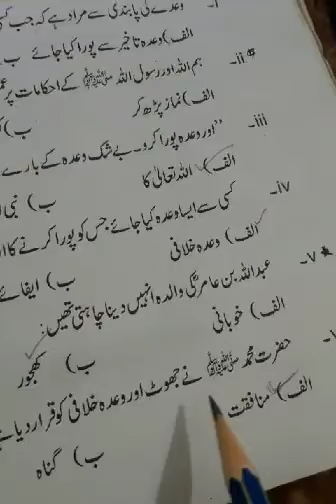 i- وعدے کی پابندی سے مراد ہے کہ جب کسی
الف) وعدہ تاخیر سے پورا کیا جائے ب)
ii- ہم اللہ اور رسول اللہ ﷺ کے احکامات پر
الف) نماز پڑھ کر ب)
iii- "اور وعدہ پورا کرو۔ بے شک وعدہ کے بارے
الف) اللہ تعالیٰ کا ب) نبی
iv- کسی سے ایسا وعدہ کیا جائے جس کو پورا کرنے کا
الف) وعدہ خلافی ب) ایفائے
v- عبداللہ بن عامرؓ کی والدہ انہیں دینا چاہتی تھیں:
الف) خوبانی ب) کھجور
حضرت محمد ﷺ نے جھوٹ اور وعدہ خلافی کو قرار دیا
الف) منافقت ب) گناہ